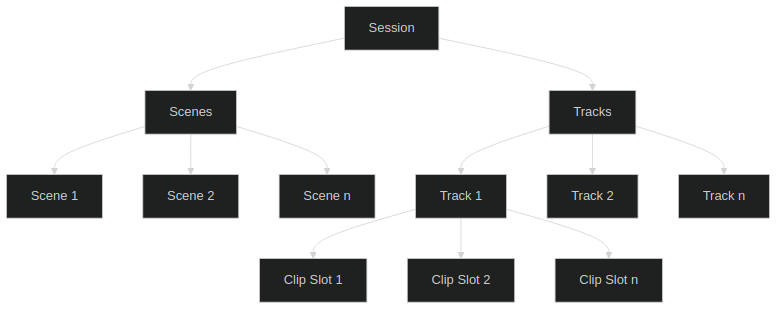 Session
Scenes
Tracks
Scene 1
Scene 2
Scene n
Track 1
Track 2
Track n
Clip Slot 1
Clip Slot 2
Clip Slot n